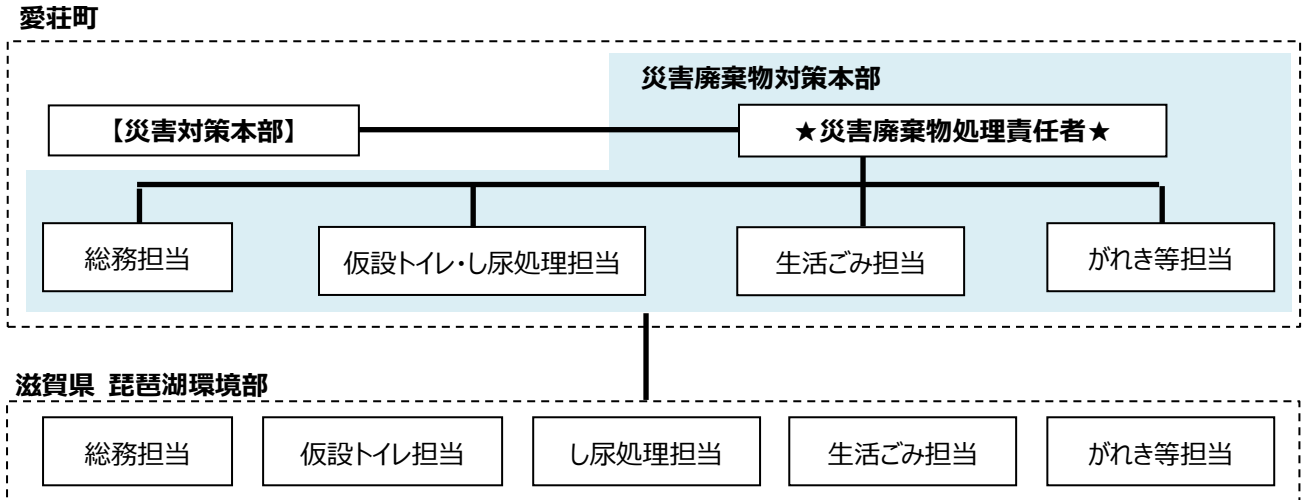 愛荘町
災害廃棄物対策本部
【災害対策本部】
★災害廃棄物処理責任者★
総務担当
仮設トイレ・し尿処理担当
生活ごみ担当
がれき等担当
滋賀県 琵琶湖環境部
総務担当
仮設トイレ担当
し尿処理担当
生活ごみ担当
がれき等担当